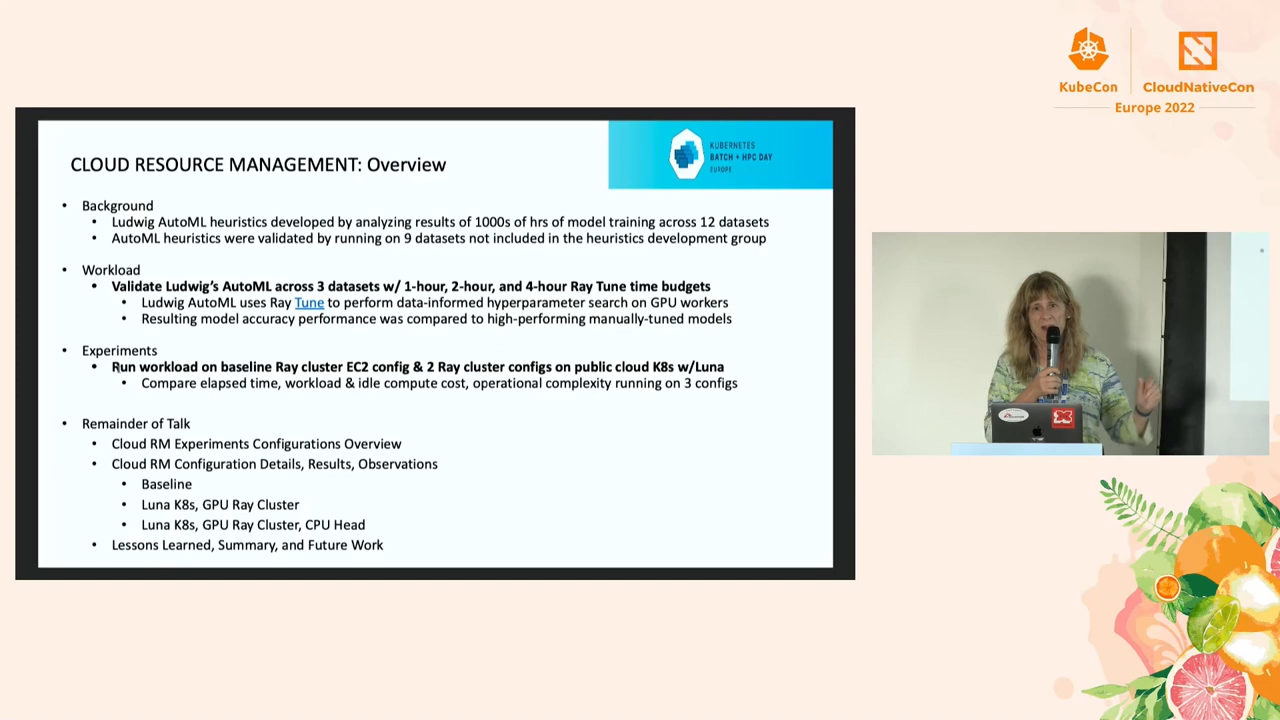 KubeCon
CloudNativeCon
Europe 2022
CLOUD RESOURCE MANAGEMENT: Overview
KUBERNETES
BATCH + HPC DAY
EUROPE
• Background
• Ludwig AutoML heuristics developed by analyzing results of 1000s of hrs of model training across 12 datasets
• AutoML heuristics were validated by running on 9 datasets not included in the heuristics development group
• Workload
• Validate Ludwig's AutoML across 3 datasets w/ 1-hour, 2-hour, and 4-hour Ray Tune time budgets
• Ludwig AutoML uses Ray Tune to perform data-informed hyperparameter search on GPU workers
• Resulting model accuracy performance was compared to high-performing manually-tuned models
• Experiments
• Run workload on baseline Ray cluster EC2 config & 2 Ray cluster configs on public cloud K8s w/Luna
• Compare elapsed time, workload & idle compute cost, operational complexity running on 3 configs
• Remainder of Talk
• Cloud RM Experiments Configurations Overview
• Cloud RM Configuration Details, Results, Observations
• Baseline
• Luna K8s, GPU Ray Cluster
• Luna K8s, GPU Ray Cluster, CPU Head
• Lessons Learned, Summary, and Future Work